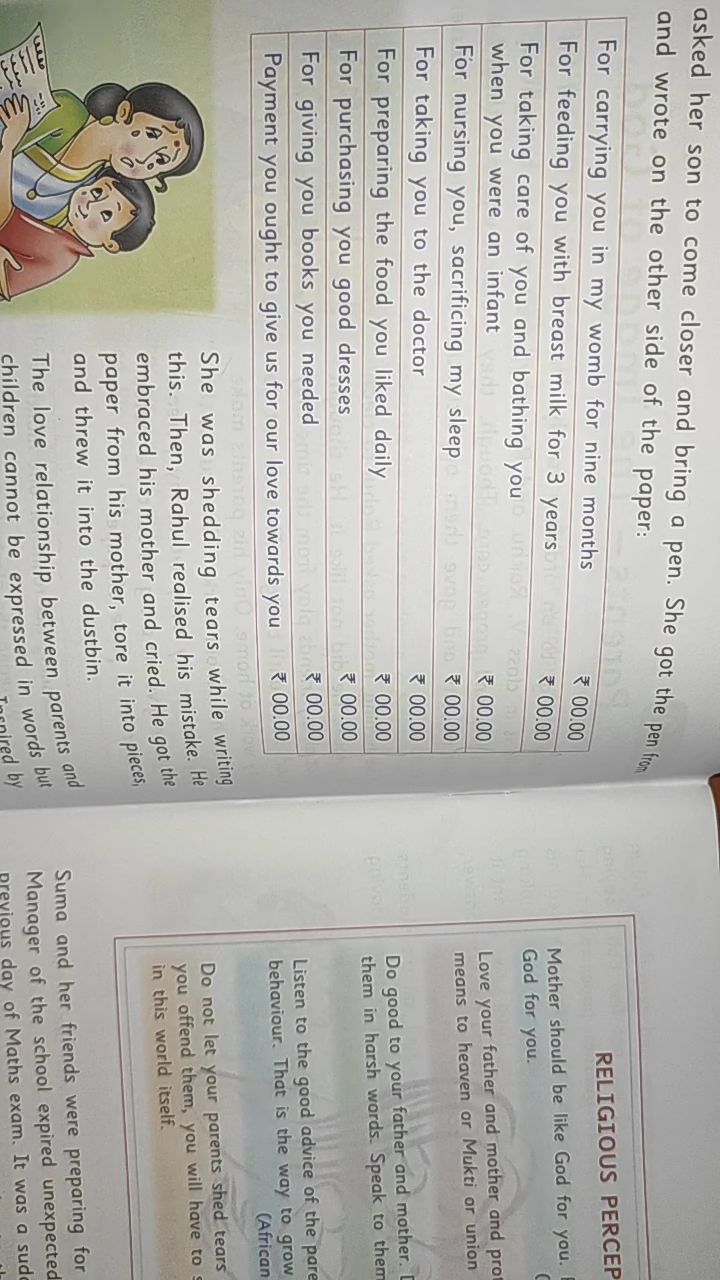 asked her son to come closer and bring a pen. She got the pen from
and wrote on the other side of the paper:
For carrying you in my womb for nine months ₹ 00.00
For feeding you with breast milk for 3 years ₹ 00.00
For taking care of you and bathing you
when you were an infant ₹ 00.00
For nursing you, sacrificing my sleep ₹ 00.00
For taking you to the doctor ₹ 00.00
For preparing the food you liked daily ₹ 00.00
For purchasing you good dresses ₹ 00.00
For giving you books you needed ₹ 00.00
Payment you ought to give us for our love towards you ₹ 00.00
She was shedding tears while writing
this. Then, Rahul realised his mistake. He
embraced his mother and cried. He got the
paper from his mother, tore it into pieces,
and threw it into the dustbin.
The love relationship between parents and
children cannot be expressed in words but
Inspired by
RELIGIOUS PERCEP
Mother should be like God for you.
God for you.
Love your father and mother and
means to heaven or Mukti or union
Do good to your father and mother.
them in harsh words. Speak to them
Listen to the good advice of the
behaviour. That is the way to grow
(African
Do not let your parents shed tears
you offend them, you will have to
in this world itself.
Suma and her friends were preparing for
Manager of the school expired unexpected
previous day of Maths exam. It was a